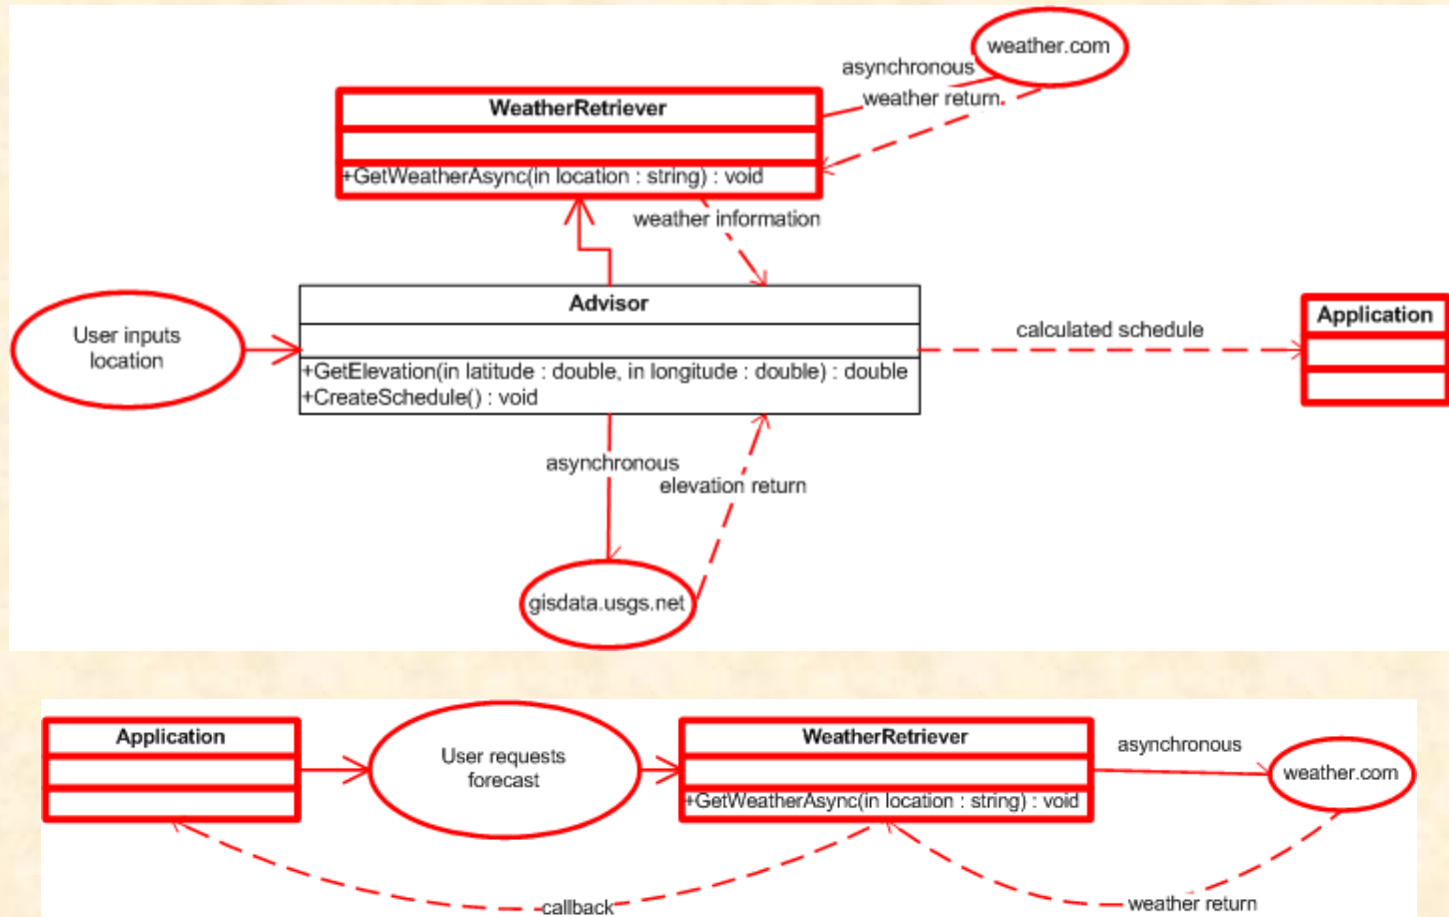 weather.com
asynchronous
weather return
WeatherRetriever
+GetWeatherAsync(in location : string) : void
weather information
Advisor
User inputs
location
+GetElevation(in latitude : double, in longitude : double) : double
+CreateSchedule() : void
calculated schedule
Application
asynchronous
elevation return
gisdata.usgs.net
Application
User requests
forecast
WeatherRetriever
+GetWeatherAsync(in location : string) : void
asynchronous
weather.com
callback
weather return